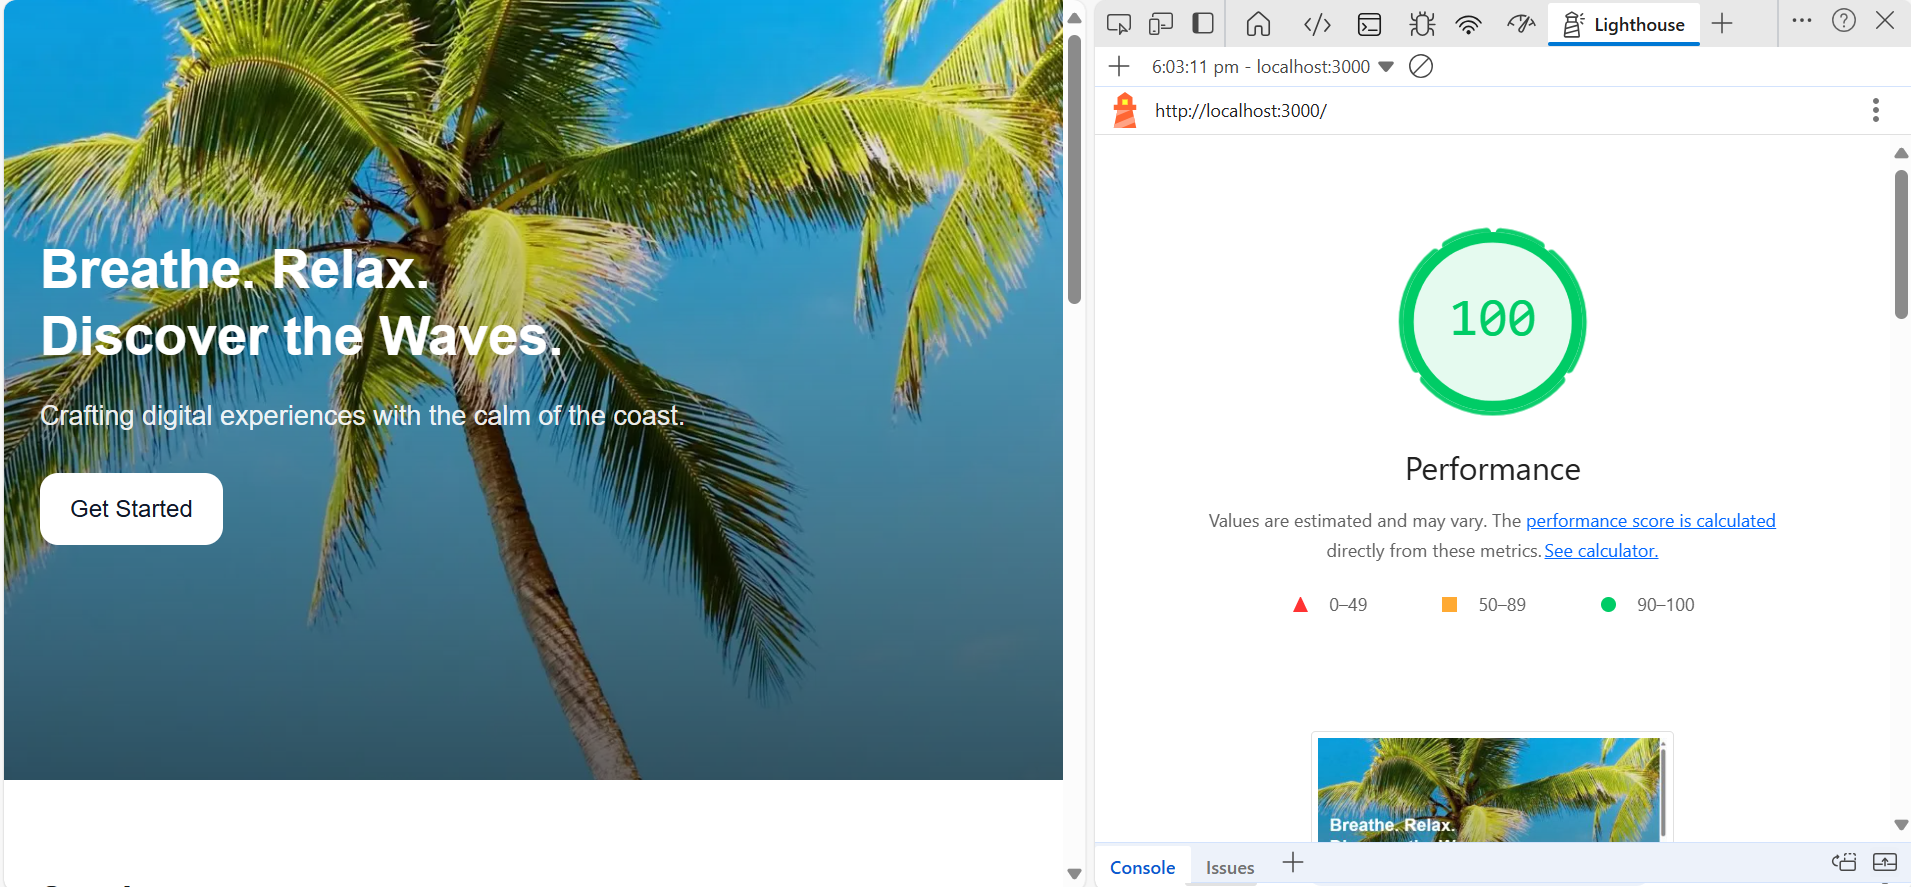 Breathe. Relax.
Discover the Waves.
Crafting digital experiences with the calm of the coast.
Get Started
Lighthouse
6:03:11 pm - localhost:3000
http://localhost:3000/
100
Performance
Values are estimated and may vary. The performance score is calculated
directly from these metrics. See calculator.
0–49 50–89 90–100
Breathe. Relax.
Console Issues